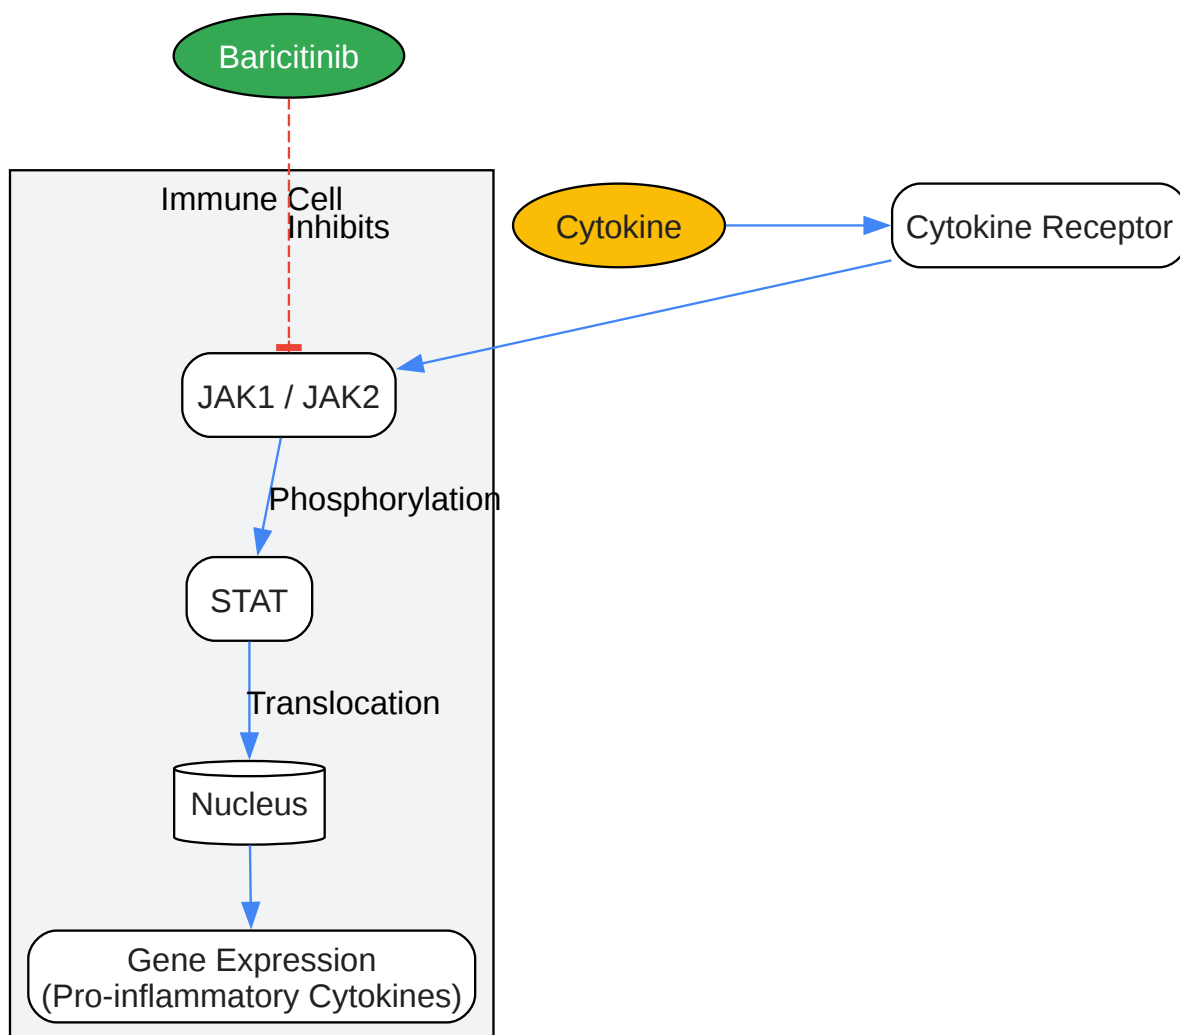 Baricitinib
Immune Cell
Inhibits
Cytokine
Cytokine Receptor
JAK1 / JAK2
Phosphorylation
STAT
Translocation
Nucleus
Gene Expression
(Pro-inflammatory Cytokines)